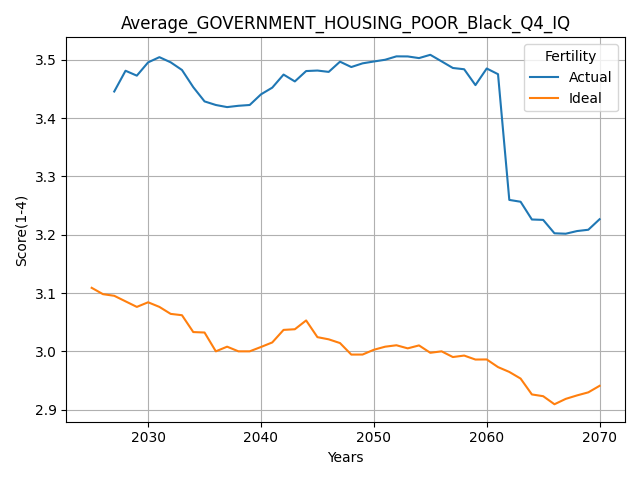 Average_GOVERNMENT_HOUSING_POOR_Black_Q4_IQ
Score(1-4)
3.5
3.4
3.3
3.2
3.1
3.0
2.9
Fertility
Actual
Ideal
2030
2040
2050
2060
2070
Years